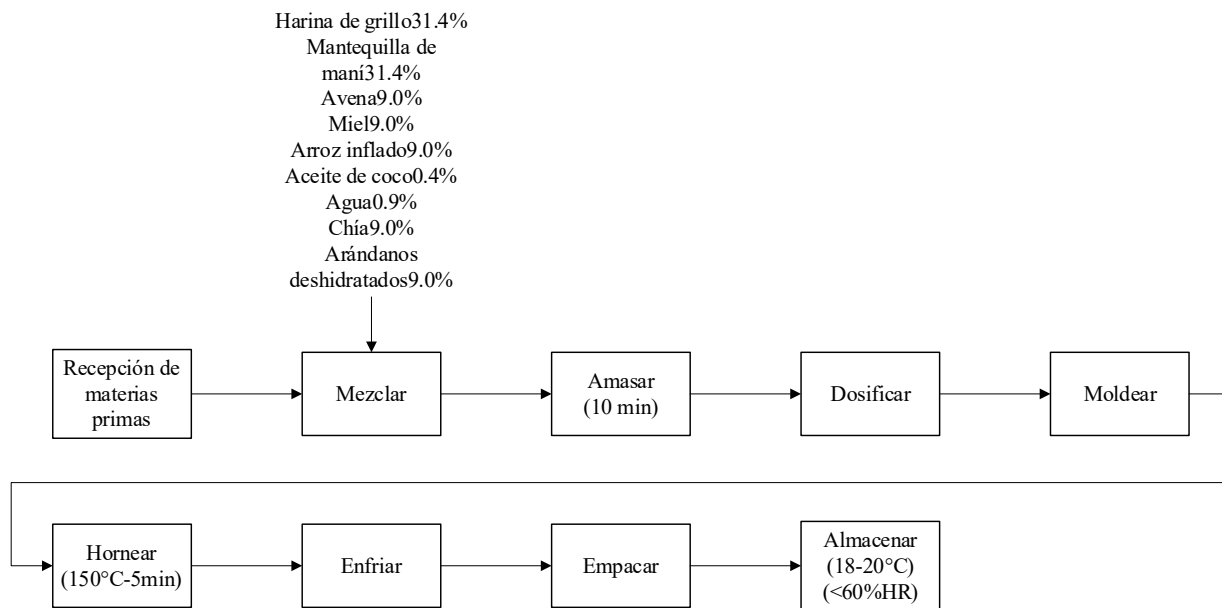 Harina de grillo31.4%
Mantequilla de
maní31.4%
Avena9.0%
Miel9.0%
Arroz inflado9.0%
Aceite de coco0.4%
Agua0.9%
Chía9.0%
Arándanos
deshidratados9.0%
Recepción de
materias
primas
Mezclar
Amasar
(10 min)
Dosificar
Moldear
Hornear
(150°C-5min)
Enfriar
Empacar
Almacenar
(18-20°C)
(<60%HR)